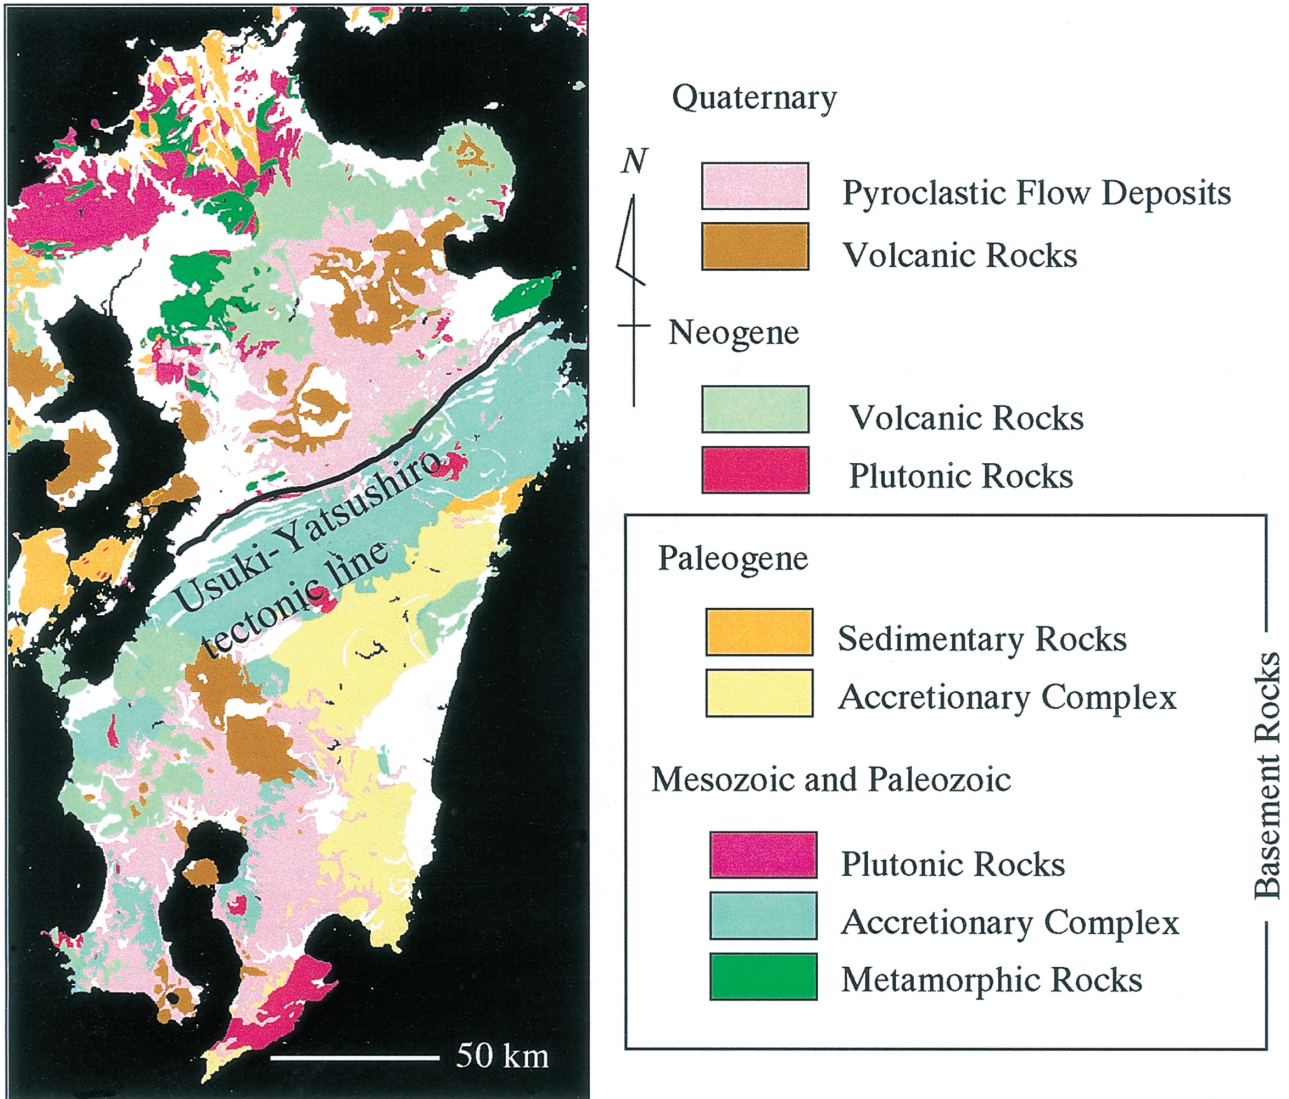 Usuki-Yatsushiro
tectonic line
50 km
Quaternary
N
Pyroclastic Flow Deposits
Volcanic Rocks
Neogene
Volcanic Rocks
Plutonic Rocks
Paleogene
Sedimentary Rocks
Accretionary Complex
Mesozoic and Paleozoic
Plutonic Rocks
Accretionary Complex
Metamorphic Rocks
Basement Rocks